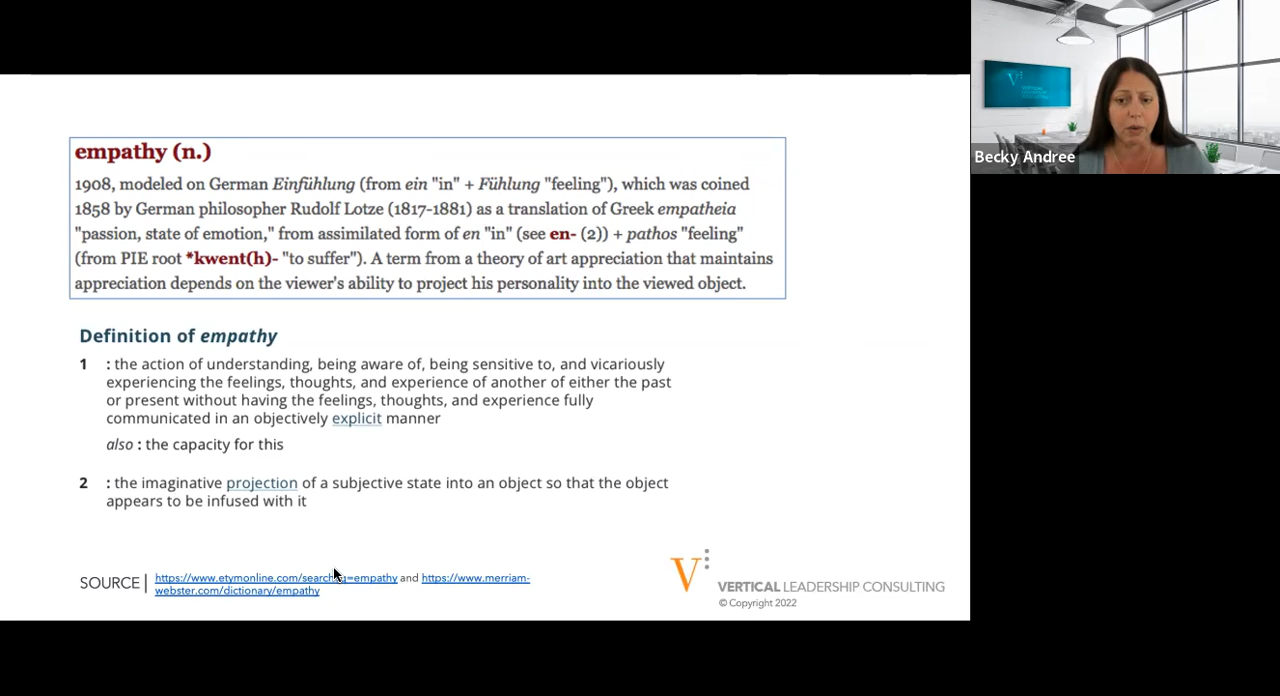 empathy (n.)
1908, modeled on German Einfühlung (from ein "in" + Fühlung "feeling"), which was coined
1858 by German philosopher Rudolf Lotze (1817-1881) as a translation of Greek empatheia
"passion, state of emotion," from assimilated form of en "in" (see en- (2)) + pathos "feeling"
(from PIE root *kwent(h)- "to suffer"). A term from a theory of art appreciation that maintains
appreciation depends on the viewer's ability to project his personality into the viewed object.
Definition of empathy
1 : the action of understanding, being aware of, being sensitive to, and vicariously
experiencing the feelings, thoughts, and experience of another of either the past
or present without having the feelings, thoughts, and experience fully
communicated in an objectively explicit manner
also : the capacity for this
2 : the imaginative projection of a subjective state into an object so that the object
appears to be infused with it
SOURCE | https://www.etymonline.com/search?q=empathy and https://www.merriam-
webster.com/dictionary/empathy
V
VERTICAL LEADERSHIP CONSULTING
© Copyright 2022
Becky Andree
V
VERTICAL
LEADERSHIP
CONSULTING